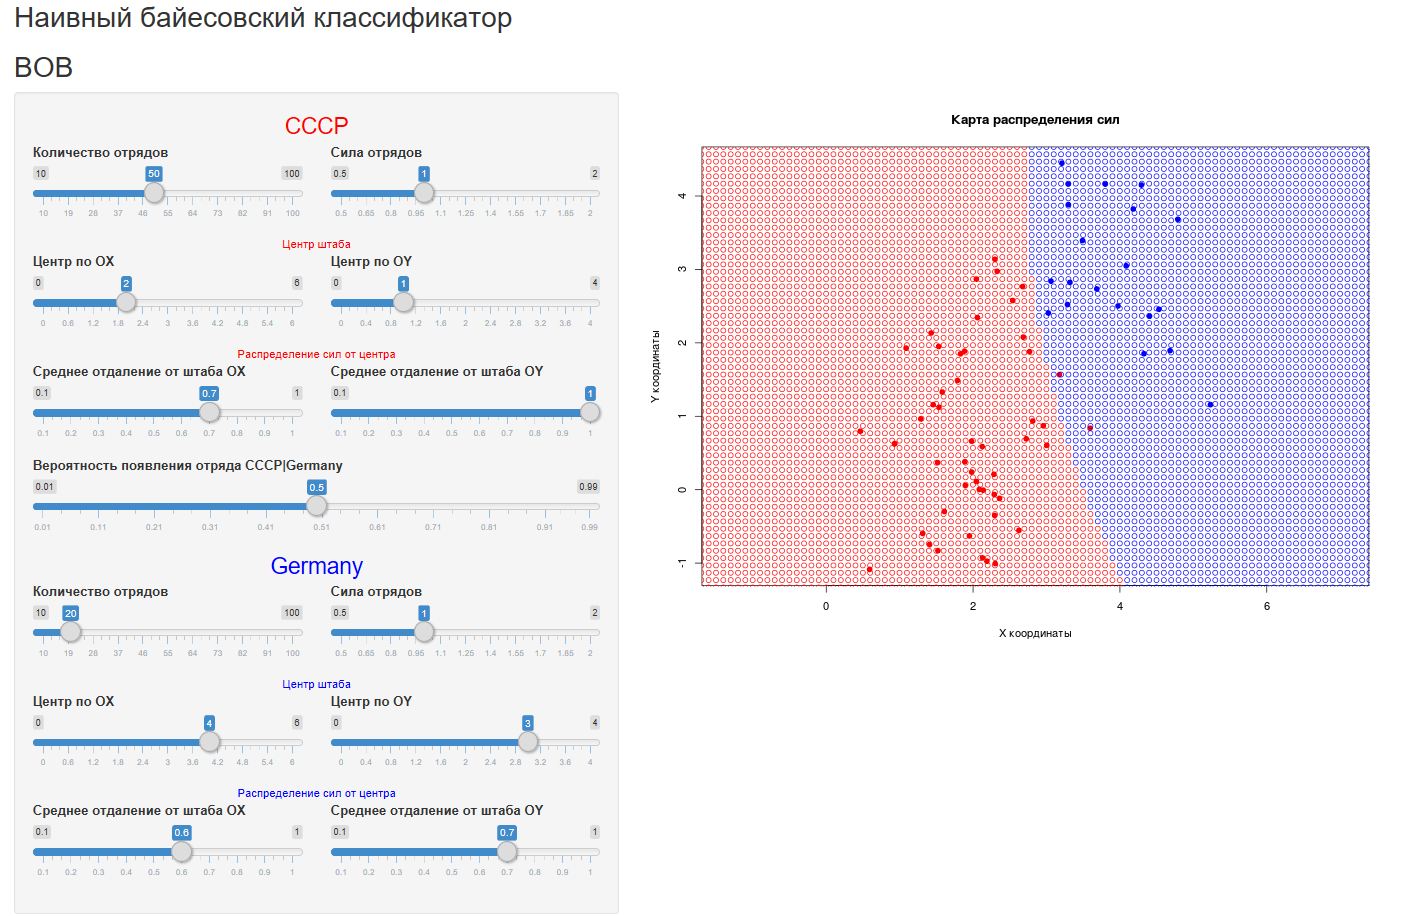 Наивный байесовский классификатор
ВОВ
СССР
Количество отрядов
Сила отрядов
10 50 100
0.5 1 2
10 19 28 37 46 55 64 73 82 91 100
0.5 0.65 0.8 0.95 1.1 1.25 1.4 1.55 1.7 1.85 2
Центр штаба
Центр по OX
Центр по OY
0 2 6
0 1 4
0 0.6 1.2 1.8 2.4 3 3.6 4.2 4.8 5.4 6
0 0.4 0.8 1.2 1.6 2 2.4 2.8 3.2 3.6 4
Распределение сил от центра
Среднее отдаление от штаба OX
Среднее отдаление от штаба OY
0.1 0.7 1
0.1 1
0.1 0.2 0.3 0.4 0.5 0.6 0.7 0.8 0.9 1
0.1 0.2 0.3 0.4 0.5 0.6 0.7 0.8 0.9 1
Вероятность появления отряда СССР|Germany
0.01 0.5 0.99
0.01 0.11 0.21 0.31 0.41 0.51 0.61 0.71 0.81 0.91 0.99
Germany
Количество отрядов
Сила отрядов
10 20 100
0.5 1 2
10 19 28 37 46 55 64 73 82 91 100
0.5 0.65 0.8 0.95 1.1 1.25 1.4 1.55 1.7 1.85 2
Центр штаба
Центр по OX
Центр по OY
0 4 6
0 3 4
0 0.6 1.2 1.8 2.4 3 3.6 4.2 4.8 5.4 6
0 0.4 0.8 1.2 1.6 2 2.4 2.8 3.2 3.6 4
Распределение сил от центра
Среднее отдаление от штаба OX
Среднее отдаление от штаба OY
0.1 0.6 1
0.1 0.7 1
0.1 0.2 0.3 0.4 0.5 0.6 0.7 0.8 0.9 1
0.1 0.2 0.3 0.4 0.5 0.6 0.7 0.8 0.9 1
Карта распределения сил
Y координаты
4
3
2
1
0
-1
0 2 4 6
X координаты